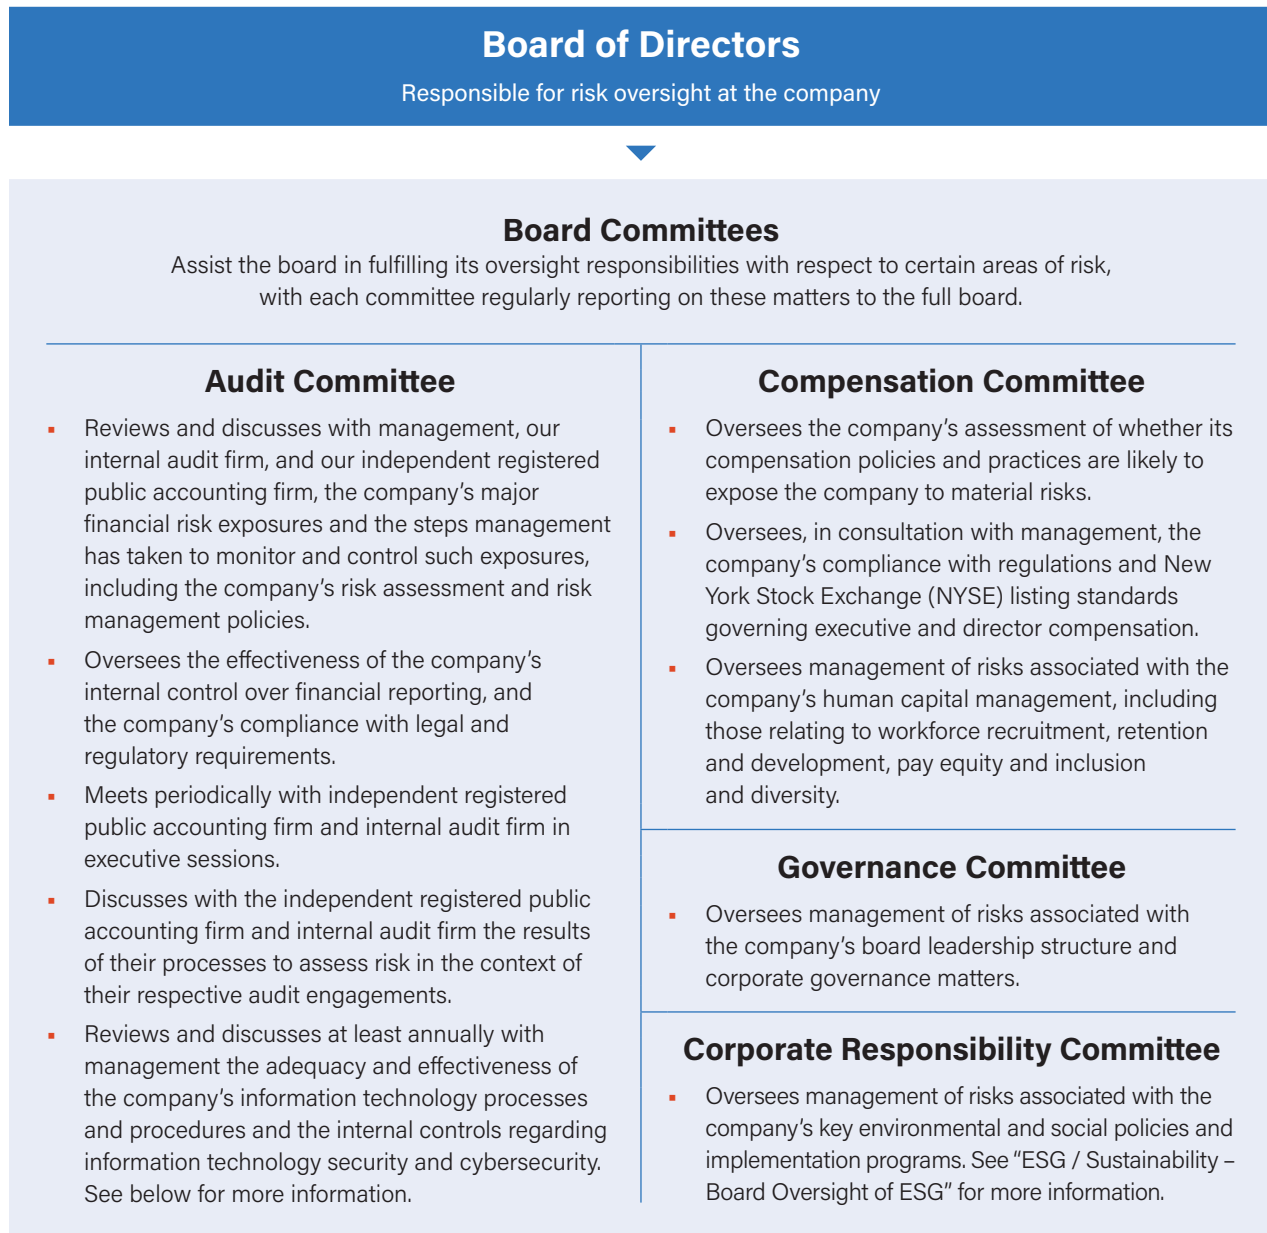 Board of Directors
Responsible for risk oversight at the company
Board Committees
Assist the board in fulfilling its oversight responsibilities with respect to certain areas of risk,
with each committee regularly reporting on these matters to the full board.
Audit Committee
▪ Reviews and discusses with management, our
internal audit firm, and our independent registered
public accounting firm, the company’s major
financial risk exposures and the steps management
has taken to monitor and control such exposures,
including the company’s risk assessment and risk
management policies.
▪ Oversees the effectiveness of the company’s
internal control over financial reporting, and
the company’s compliance with legal and
regulatory requirements.
▪ Meets periodically with independent registered
public accounting firm and internal audit firm in
executive sessions.
▪ Discusses with the independent registered public
accounting firm and internal audit firm the results
of their processes to assess risk in the context of
their respective audit engagements.
▪ Reviews and discusses at least annually with
management the adequacy and effectiveness of
the company’s information technology processes
and procedures and the internal controls regarding
information technology security and cybersecurity.
See below for more information.
Compensation Committee
▪ Oversees the company’s assessment of whether its
compensation policies and practices are likely to
expose the company to material risks.
▪ Oversees, in consultation with management, the
company’s compliance with regulations and New
York Stock Exchange (NYSE) listing standards
governing executive and director compensation.
▪ Oversees management of risks associated with the
company’s human capital management, including
those relating to workforce recruitment, retention
and development, pay equity and inclusion
and diversity.
Governance Committee
▪ Oversees management of risks associated with
the company’s board leadership structure and
corporate governance matters.
Corporate Responsibility Committee
▪ Oversees management of risks associated with the
company’s key environmental and social policies and
implementation programs. See “ESG / Sustainability –
Board Oversight of ESG” for more information.